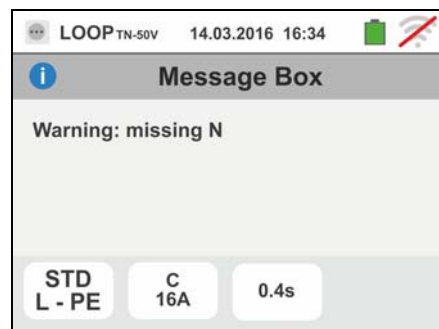 LOOP TN-50V 14.03.2016 16:34
i Message Box
Warning: missing N
STD C 0.4s
L - PE 16A